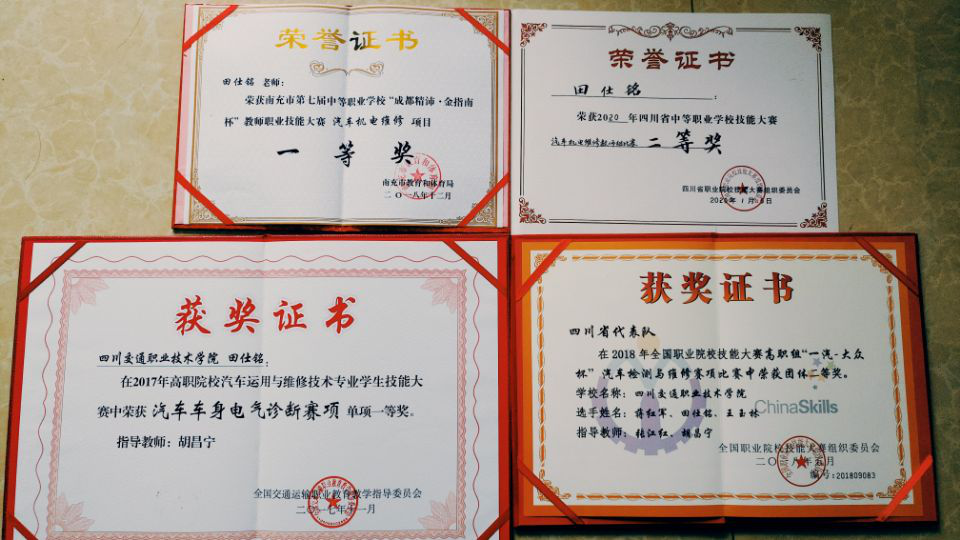 荣誉证书
田仕铭 老师：
荣获南充市第七届中等职业学校“成都精沛·金指南
杯”教师职业技能大赛 汽车机电维修 项目
一等奖
南充市教育和体育局
二〇一八年十二月
荣誉证书
田仕铭：
荣获2020年四川省中等职业学校技能大赛
汽车机电维修教师组比赛 二等奖
四川省职业院校技能大赛组织委员会
2020年1月 日
获奖证书
四川交通职业技术学院 田仕铭：
在2017年高职院校汽车运用与维修技术专业学生技能大
赛中荣获 汽车车身电气诊断赛项 单项一等奖。
指导教师：胡昌宁
全国交通运输职业教育教学指导委员会
二〇一七年十一月
获奖证书
四川省代表队
在2018年全国职业院校技能大赛高职组“一汽-大众
杯”汽车检测与维修赛项比赛中荣获团体二等奖。
学校名称：四川交通职业技术学院
选手姓名：蒋红军、田仕铭、王玉林
指导教师：张江红、胡昌宁
ChinaSkills
全国职业院校技能大赛组织委员会
二〇一八年五月
编号:201809083